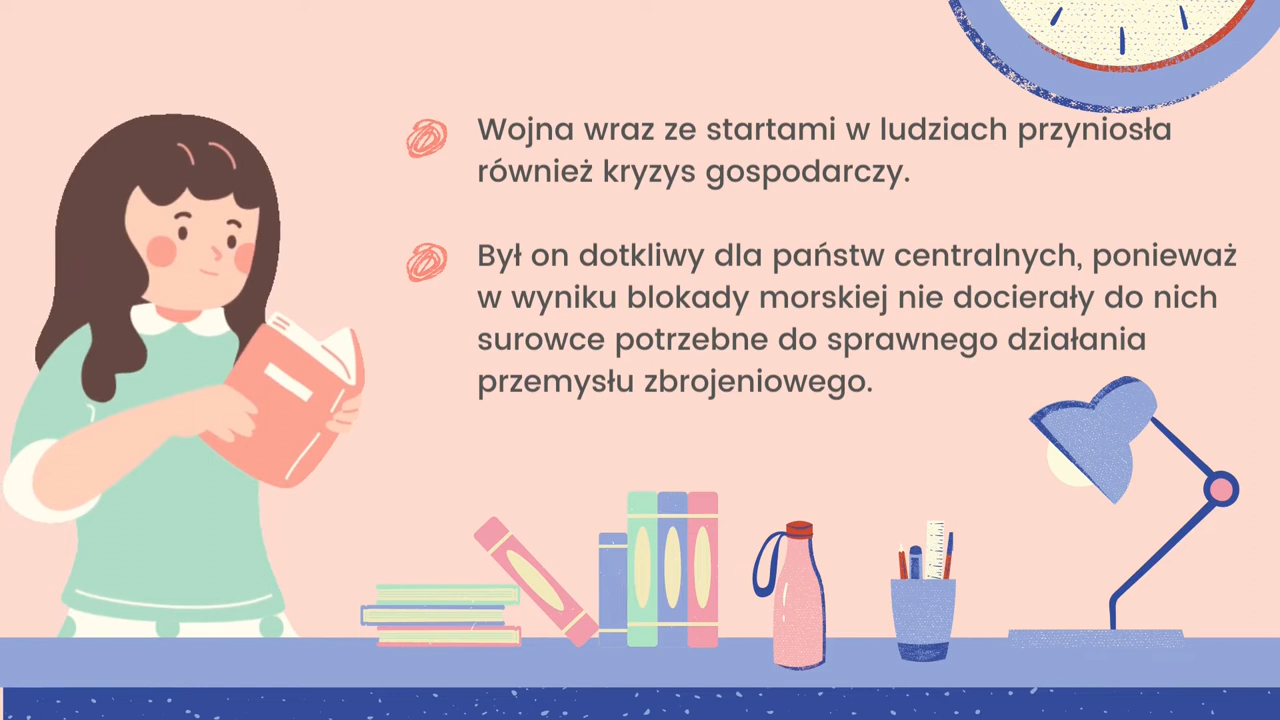 Wojna wraz ze startami w ludziach przyniosła
również kryzys gospodarczy.
Był on dotkliwy dla państw centralnych, ponieważ
w wyniku blokady morskiej nie docierały do nich
surowce potrzebne do sprawnego działania
przemysłu zbrojeniowego.